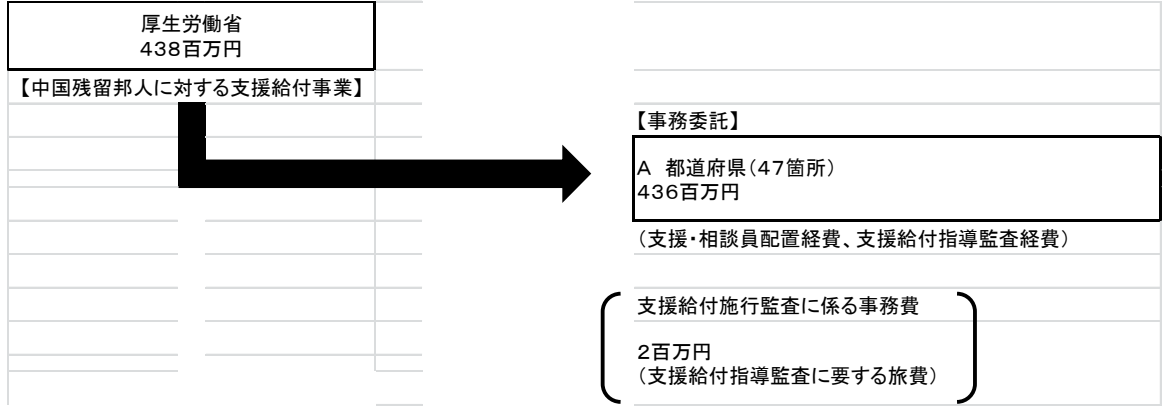 厚生労働省
438百万円
【中国残留邦人に対する支援給付事業】
【事務委託】
A　都道府県(47箇所)
436百万円
(支援・相談員配置経費、支援給付指導監査経費)
支援給付施行監査に係る事務費
2百万円
(支援給付指導監査に要する旅費)